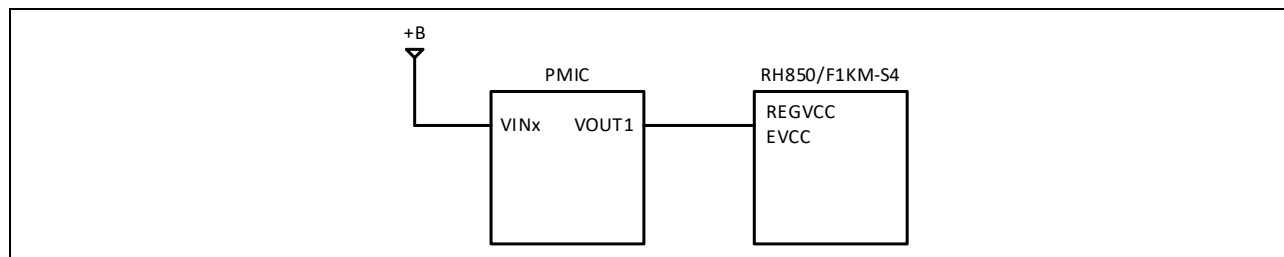 +B
PMIC
RH850/F1KM-S4
VINx VOUT1
REGVCC
EVCC